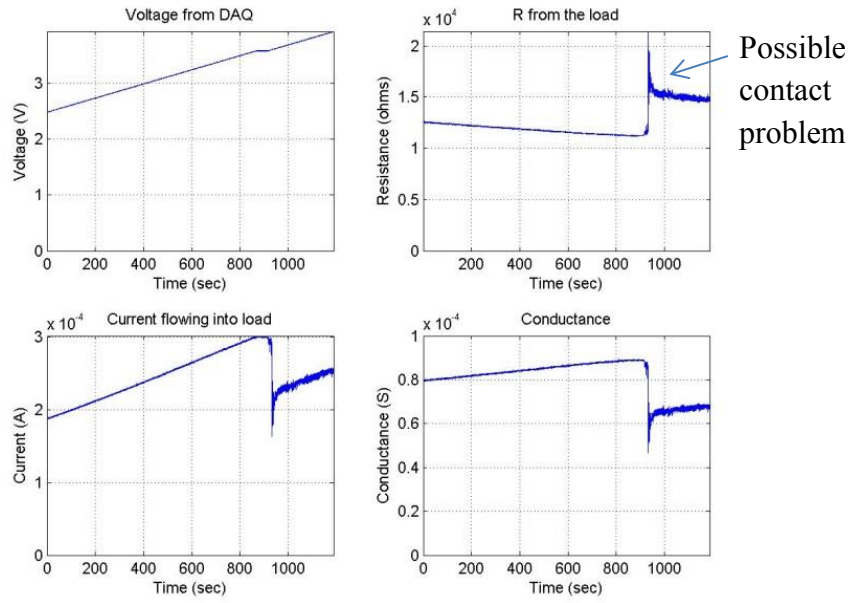 Voltage from DAQ
Voltage (V)
3
2
1
0
0 200 400 600 800 1000
Time (sec)
R from the load
x 10^4
Resistance (ohms)
2
1.5
1
0.5
0
200 400 600 800 1000
Time (sec)
Possible
contact
problem
Current flowing into load
x 10^-4
Current (A)
3
2
1
0
0 200 400 600 800 1000
Time (sec)
Conductance
x 10^-4
Conductance (S)
1
0.8
0.6
0.4
0.2
0
0 200 400 600 800 1000
Time (sec)